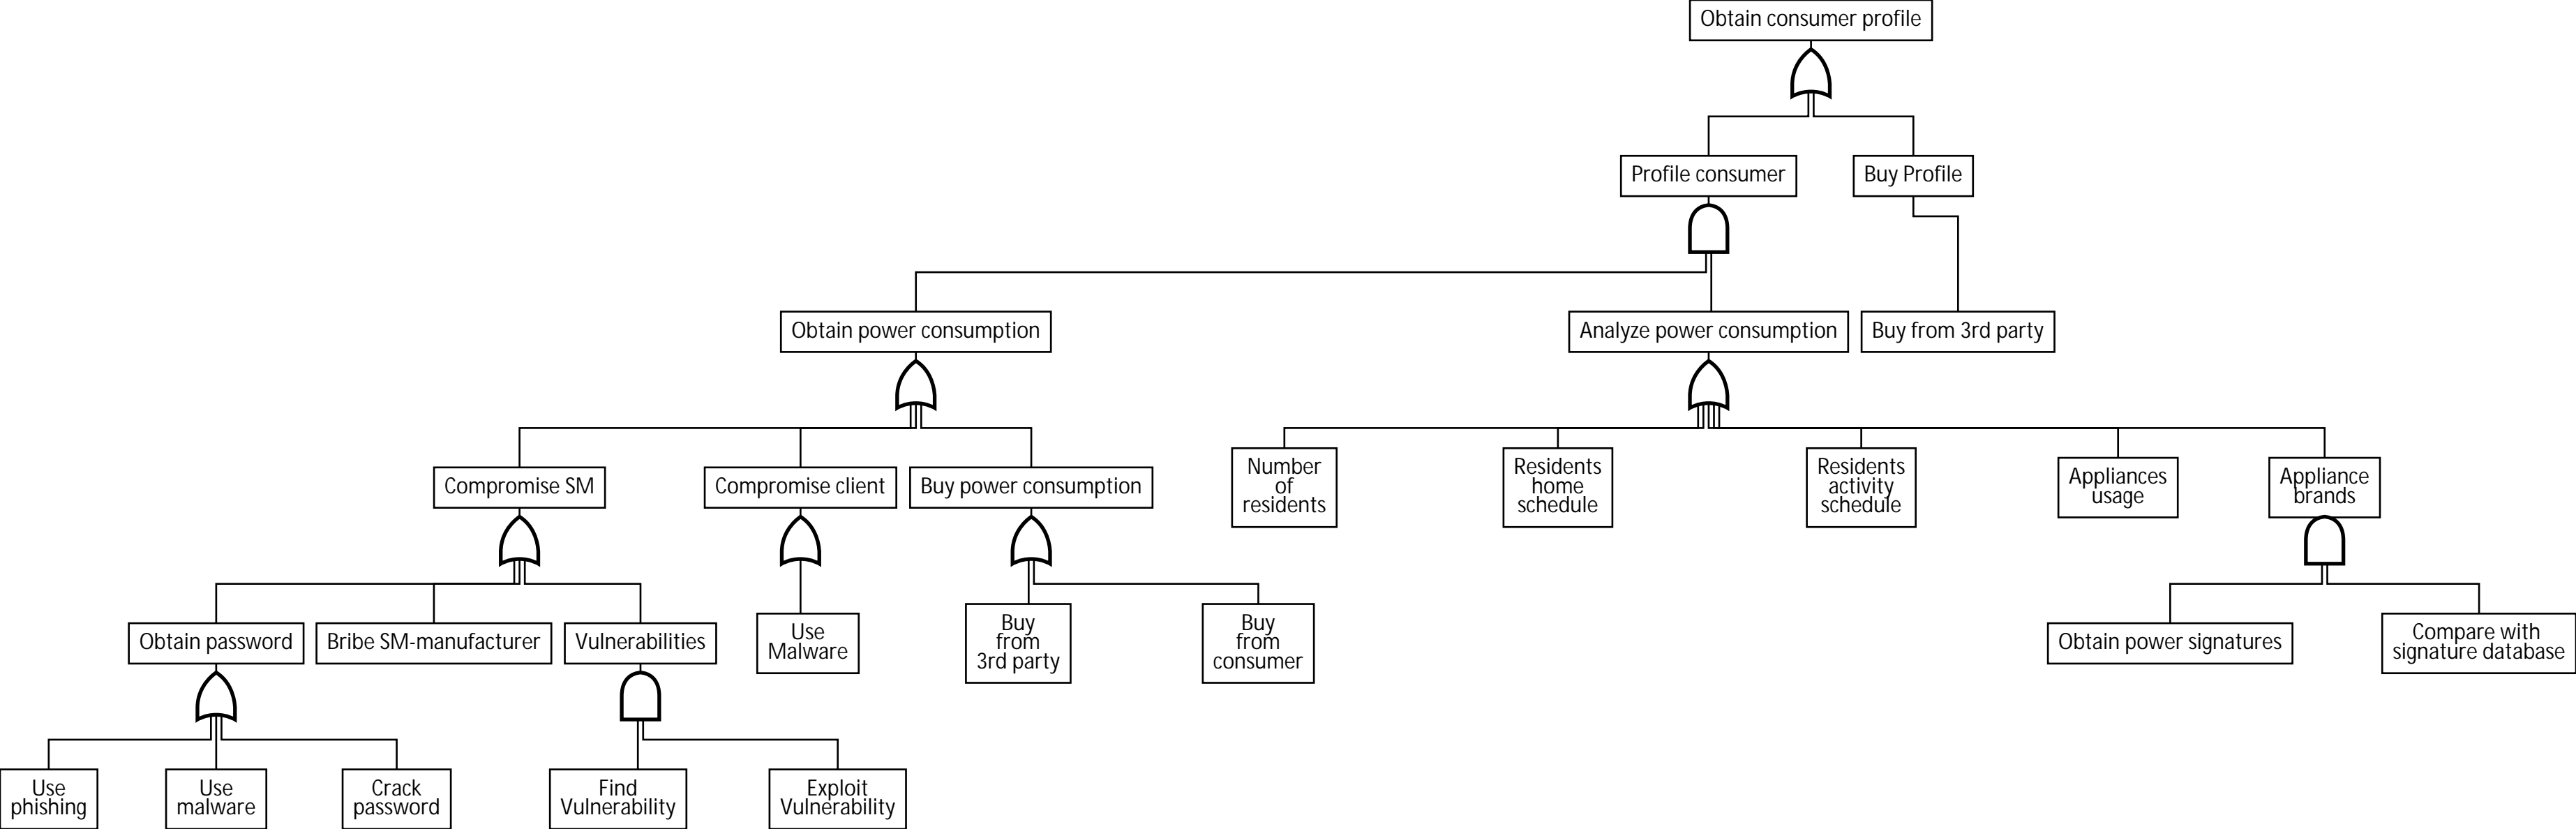 Obtain consumer profile
Profile consumer
Buy Profile
Obtain power consumption
Analyze power consumption
Buy from 3rd party
Compromise SM
Compromise client
Buy power consumption
Number
of
residents
Residents
home
schedule
Residents
activity
schedule
Appliances
usage
Appliance
brands
Obtain password
Bribe SM-manufacturer
Vulnerabilities
Use
Malware
Buy
from
3rd party
Buy
from
consumer
Obtain power signatures
Compare with
signature database
Use
phishing
Use
malware
Crack
password
Find
Vulnerability
Exploit
Vulnerability